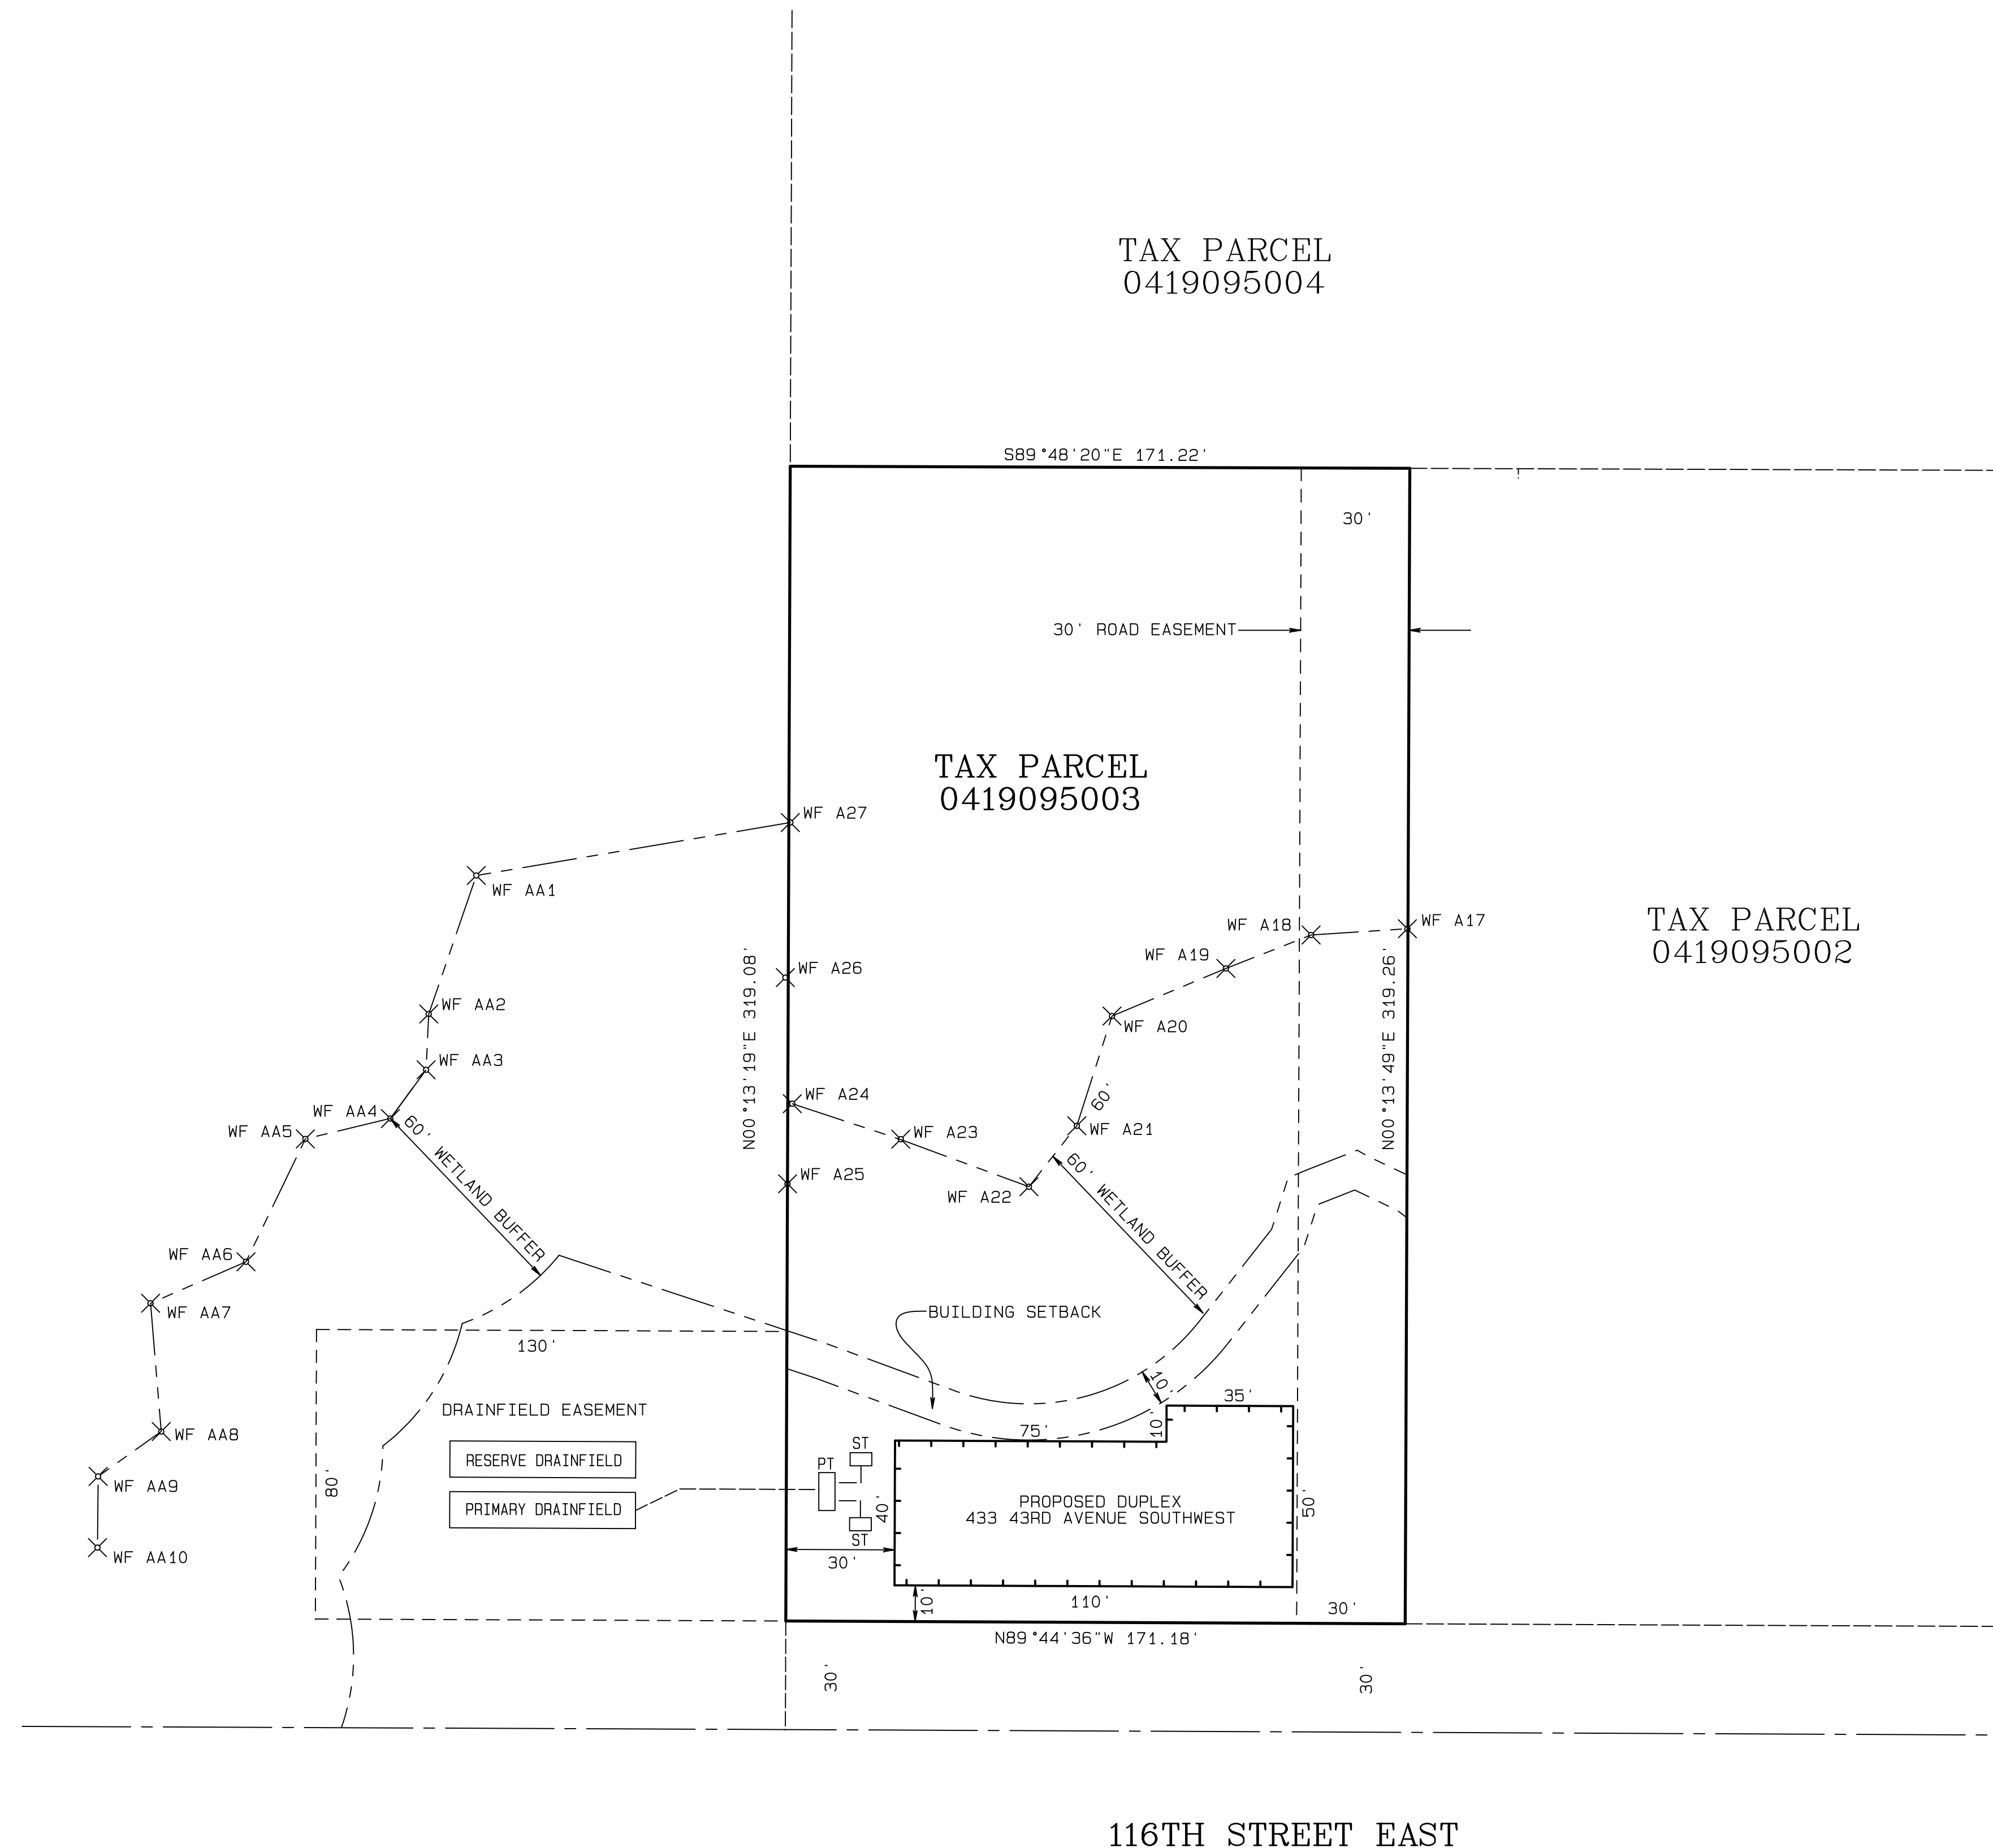 TAX PARCEL
0419095004
S89°48'20"E 171.22'
30'
30' ROAD EASEMENT
TAX PARCEL
0419095003
WF A27
WF AA1
WF A18
WF A17
TAX PARCEL
0419095002
WF A19
WF A26
N00°13'19"E 319.08'
N00°13'49"E 319.26'
WF AA2
WF A20
WF AA3
WF A24
60'
WF AA4
WF AA5
60' WETLAND BUFFER
WF A23
WF A21
WF A25
WF A22
60' WETLAND BUFFER
WF AA6
WF AA7
BUILDING SETBACK
130'
10'
35'
DRAINFIELD EASEMENT
75'
10'
WF AA8
ST
PT
RESERVE DRAINFIELD
80'
WF AA9
PRIMARY DRAINFIELD
40'
PROPOSED DUPLEX
433 43RD AVENUE SOUTHWEST
50'
ST
WF AA10
30'
10'
110'
30'
N89°44'36"W 171.18'
30'
30'
116TH STREET EAST